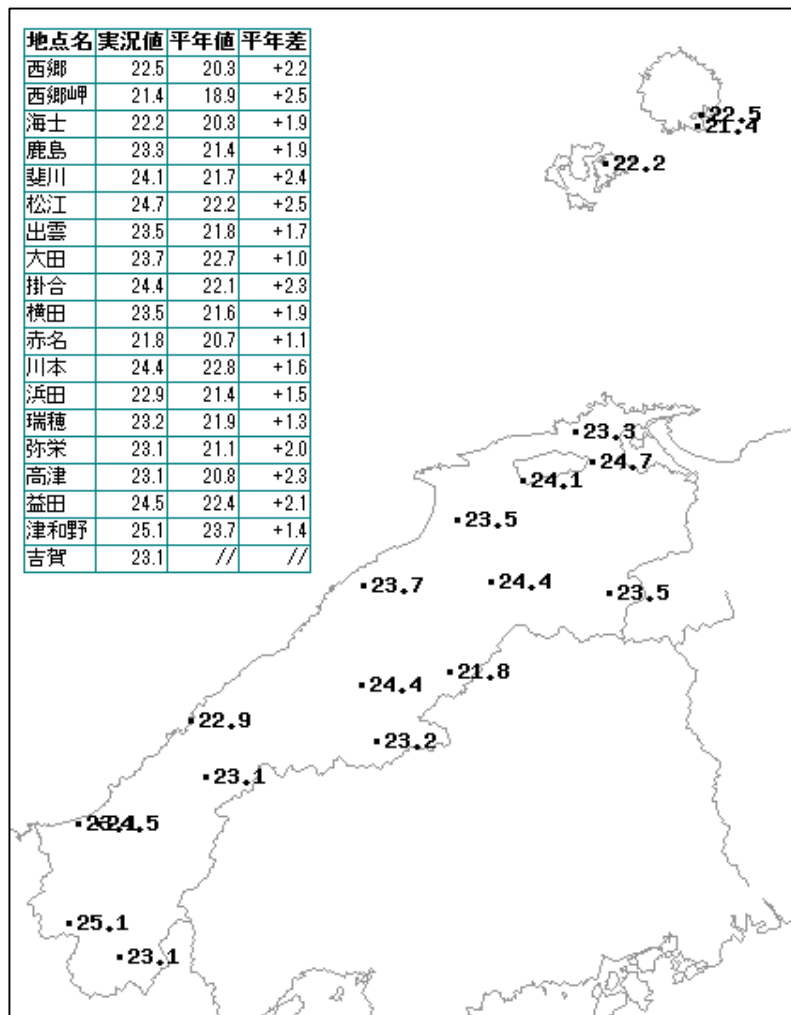 地点名 実況値 平年値 平年差
西郷 22.5 20.3 +2.2
西郷岬 21.4 18.9 +2.5
海士 22.2 20.3 +1.9
鹿島 23.3 21.4 +1.9
斐川 24.1 21.7 +2.4
松江 24.7 22.2 +2.5
出雲 23.5 21.8 +1.7
大田 23.7 22.7 +1.0
掛合 24.4 22.1 +2.3
横田 23.5 21.6 +1.9
赤名 21.8 20.7 +1.1
川本 24.4 22.8 +1.6
浜田 22.9 21.4 +1.5
瑞穂 23.2 21.9 +1.3
弥栄 23.1 21.1 +2.0
高津 23.1 20.8 +2.3
益田 24.5 22.4 +2.1
津和野 25.1 23.7 +1.4
吉賀 23.1 // //
22.5
21.4
22.2
23.3
24.7
24.1
23.5
23.7
24.4
23.5
21.8
24.4
22.9
23.2
23.1
23.1
24.5
25.1
23.1